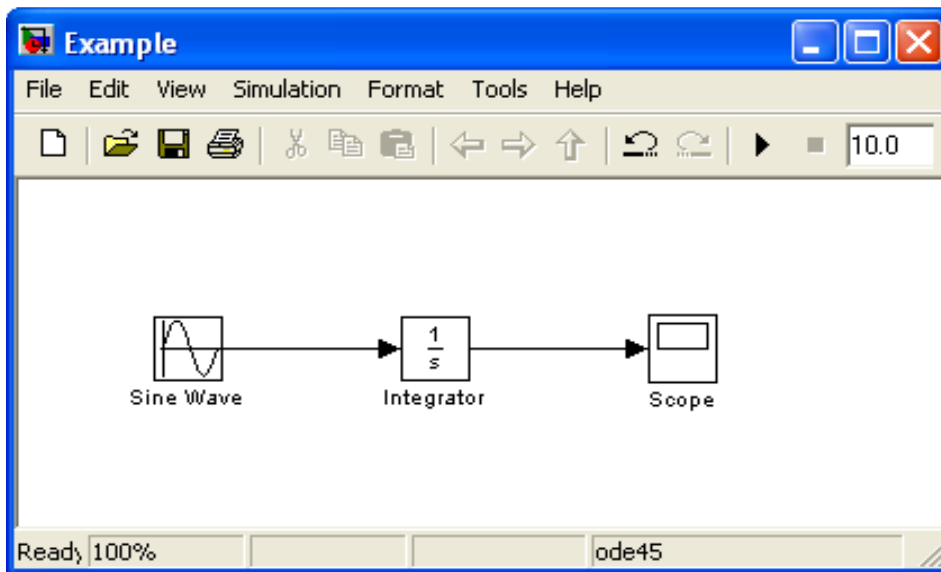 Example
File Edit View Simulation Format Tools Help
10.0
1
s
Sine Wave Integrator Scope
Ready 100% ode45